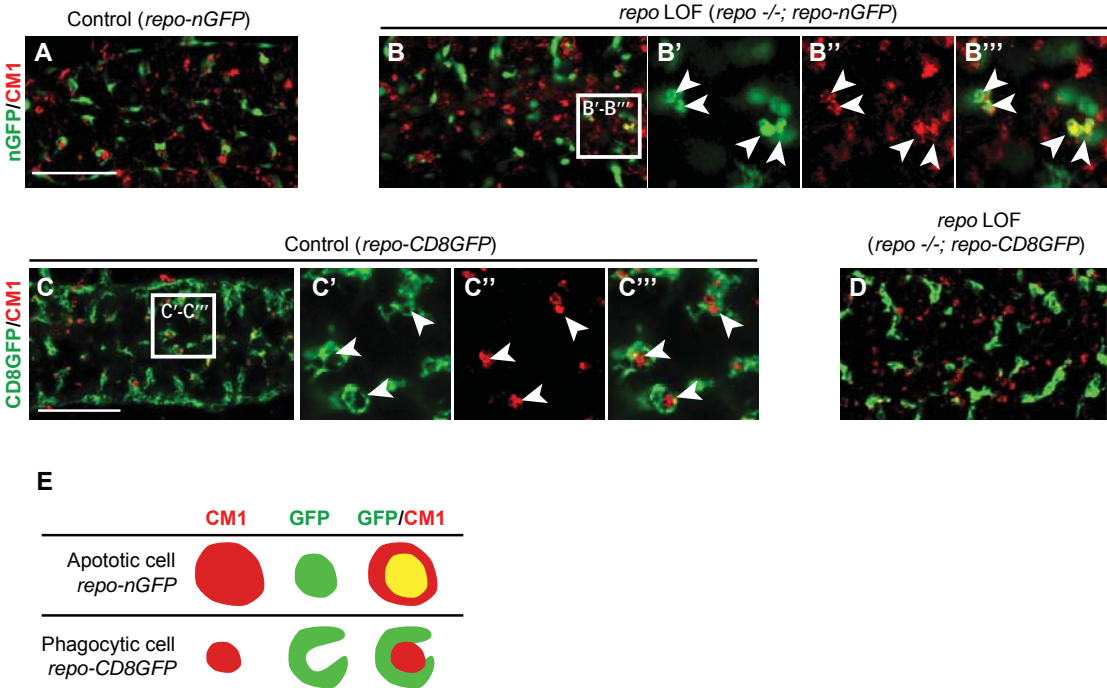 Control (repo-nGFP)
repo LOF (repo -/-; repo-nGFP)
nGFP/CM1
A
B
B'-B'''
B'
B''
B'''
Control (repo-CD8GFP)
repo LOF
(repo -/-; repo-CD8GFP)
CD8GFP/CM1
C
C'-C'''
C'
C''
C'''
D
E
CM1 GFP GFP/CM1
Apototic cell
repo-nGFP
Phagocytic cell
repo-CD8GFP